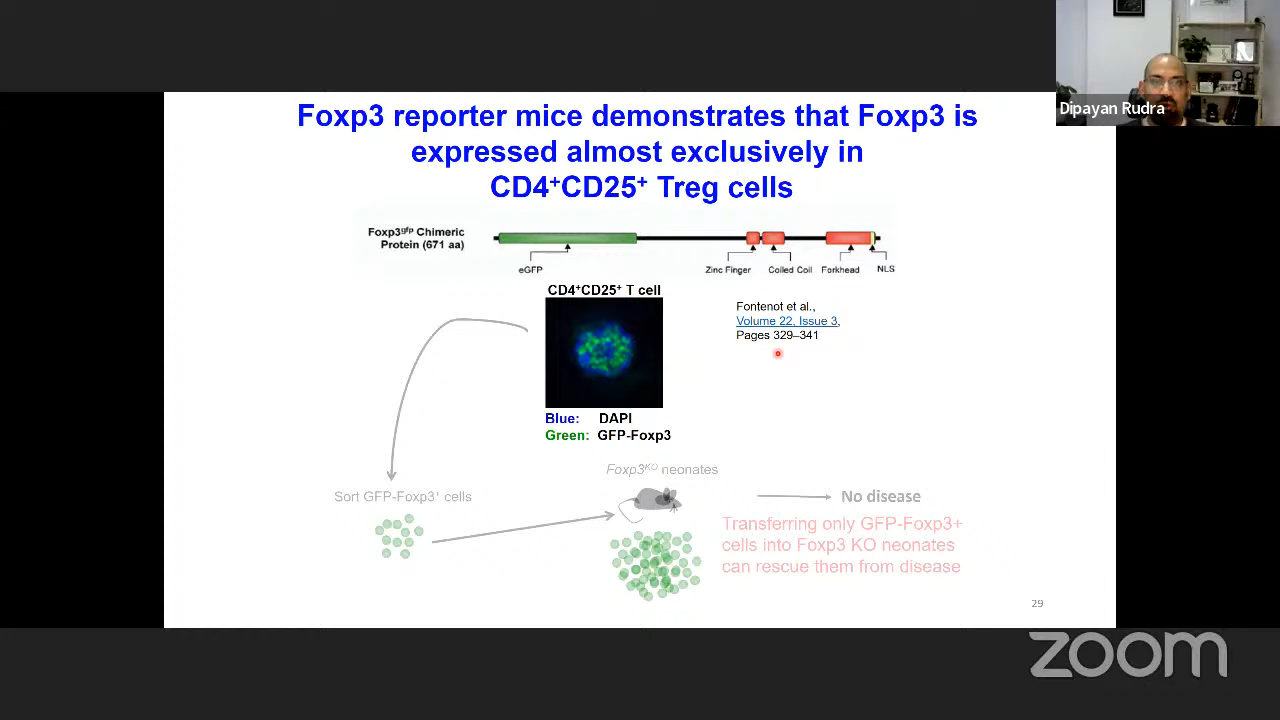 Dipayan Rudra
Foxp3 reporter mice demonstrates that Foxp3 is
expressed almost exclusively in
CD4⁺CD25⁺ Treg cells
Foxp3ᵍᶠᵖ Chimeric
Protein (671 aa)
eGFP
Zinc Finger
Coiled Coil
Forkhead
NLS
CD4⁺CD25⁺ T cell
Fontenot et al.,
Volume 22, Issue 3,
Pages 329–341
Blue: DAPI
Green: GFP-Foxp3
Foxp3ᴷᴼ neonates
Sort GFP-Foxp3⁺ cells
No disease
Transferring only GFP-Foxp3+
cells into Foxp3 KO neonates
can rescue them from disease
29
zoom